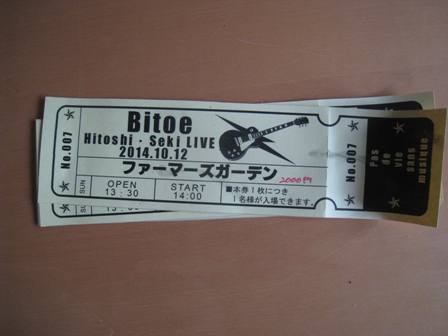 No.007
Bitoe
Hitoshi・Seki LIVE
2014.10.12
ファーマーズガーデン
2000円
SUN
OPEN
13:30
START
14:00
■本券1枚につき
1名様が入場できます。
No.007
Pas
de
vie
sans
musique